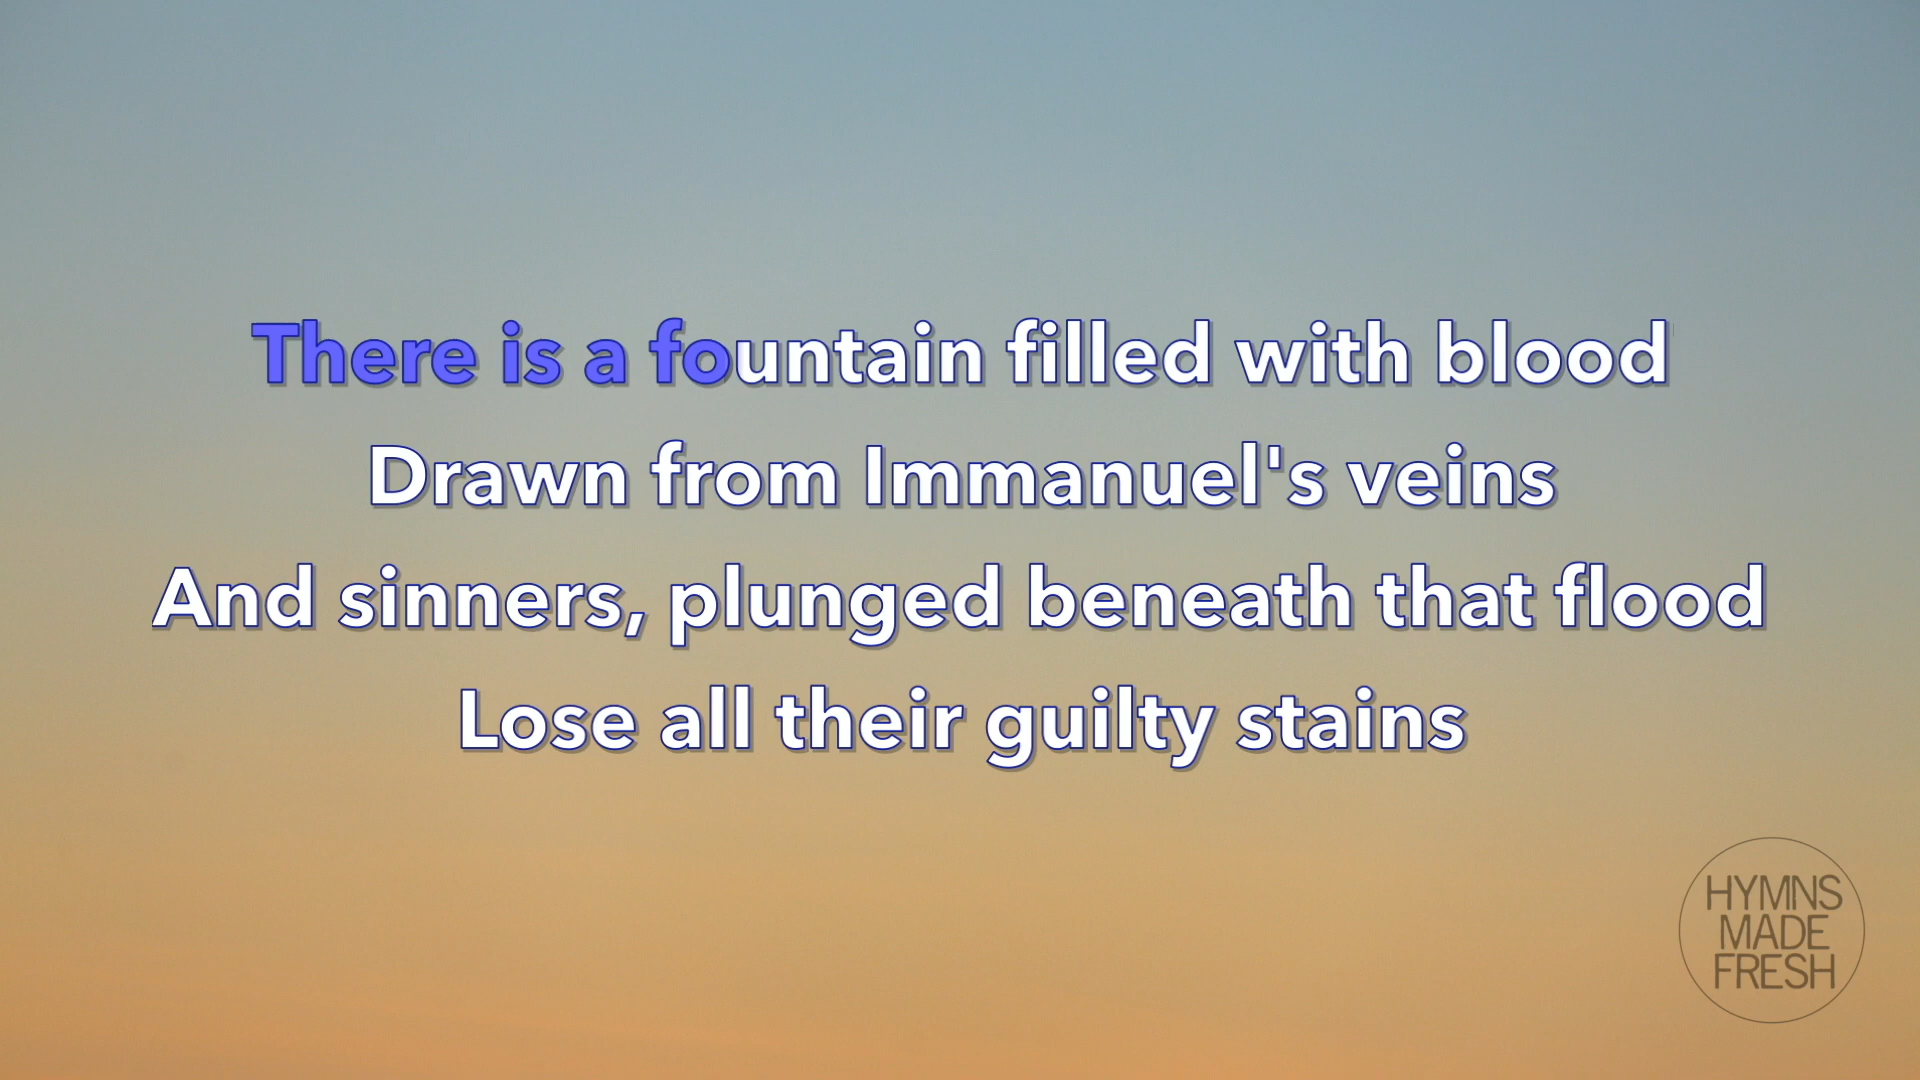 There is a fountain filled with blood
Drawn from Immanuel's veins
And sinners, plunged beneath that flood
Lose all their guilty stains
HYMNS
MADE
FRESH